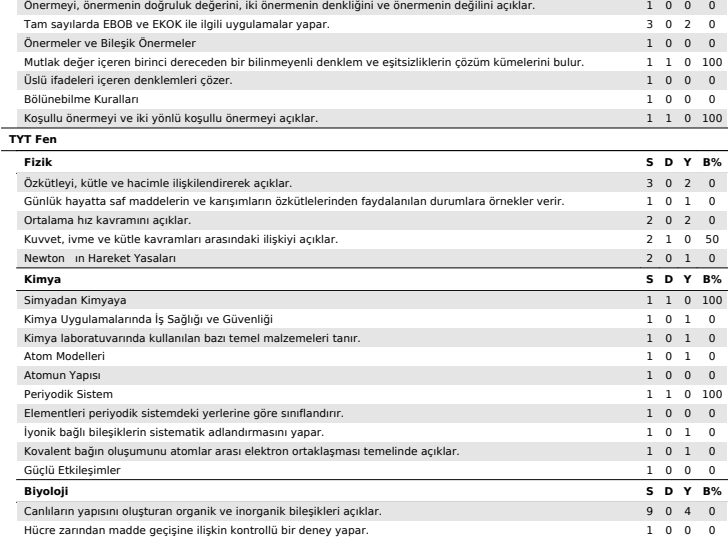 Önermeyi, önermenin doğruluk değerini, iki önermenin denkliğini ve önermenin değilini açıklar. 1 0 0 0
Tam sayılarda EBOB ve EKOK ile ilgili uygulamalar yapar. 3 0 2 0
Önermeler ve Bileşik Önermeler 1 0 0 0
Mutlak değer içeren birinci dereceden bir bilinmeyenli denklem ve eşitsizliklerin çözüm kümelerini bulur. 1 1 0 100
Üslü ifadeleri içeren denklemleri çözer. 1 0 0 0
Bölünebilme Kuralları 1 0 0 0
Koşullu önermeyi ve iki yönlü koşullu önermeyi açıklar. 1 1 0 100
TYT Fen
Fizik S D Y B%
Özkütleyi, kütle ve hacimle ilişkilendirerek açıklar. 3 0 2 0
Günlük hayatta saf maddelerin ve karışımların özkütlelerinden faydalanılan durumlara örnekler verir. 1 0 1 0
Ortalama hız kavramını açıklar. 2 0 2 0
Kuvvet, ivme ve kütle kavramları arasındaki ilişkiyi açıklar. 2 1 0 50
Newton ın Hareket Yasaları 2 0 1 0
Kimya S D Y B%
Simyadan Kimyaya 1 1 0 100
Kimya Uygulamalarında İş Sağlığı ve Güvenliği 1 0 1 0
Kimya laboratuvarında kullanılan bazı temel malzemeleri tanır. 1 0 1 0
Atom Modelleri 1 0 1 0
Atomun Yapısı 1 0 0 0
Periyodik Sistem 1 1 0 100
Elementleri periyodik sistemdeki yerlerine göre sınıflandırır. 1 0 0 0
İyonik bağlı bileşiklerin sistematik adlandırmasını yapar. 1 0 1 0
Kovalent bağın oluşumunu atomlar arası elektron ortaklaşması temelinde açıklar. 1 0 1 0
Güçlü Etkileşimler 1 0 0 0
Biyoloji S D Y B%
Canlıların yapısını oluşturan organik ve inorganik bileşikleri açıklar. 9 0 4 0
Hücre zarından madde geçişine ilişkin kontrollü bir deney yapar. 1 0 0 0